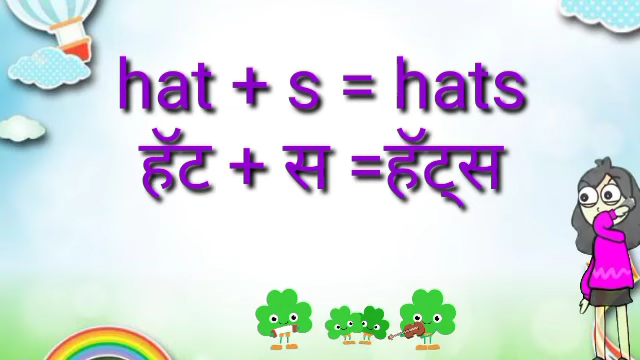 hat + s = hats
हॅट + स =हॅट्स